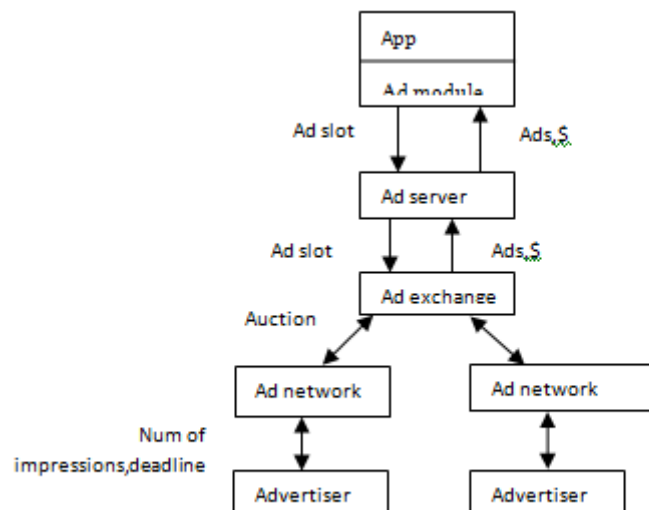 App
Ad module
Ad slot
Ads,$
Ad server
Ad slot
Ads,$
Ad exchange
Auction
Ad network
Ad network
Num of
impressions,deadline
Advertiser
Advertiser